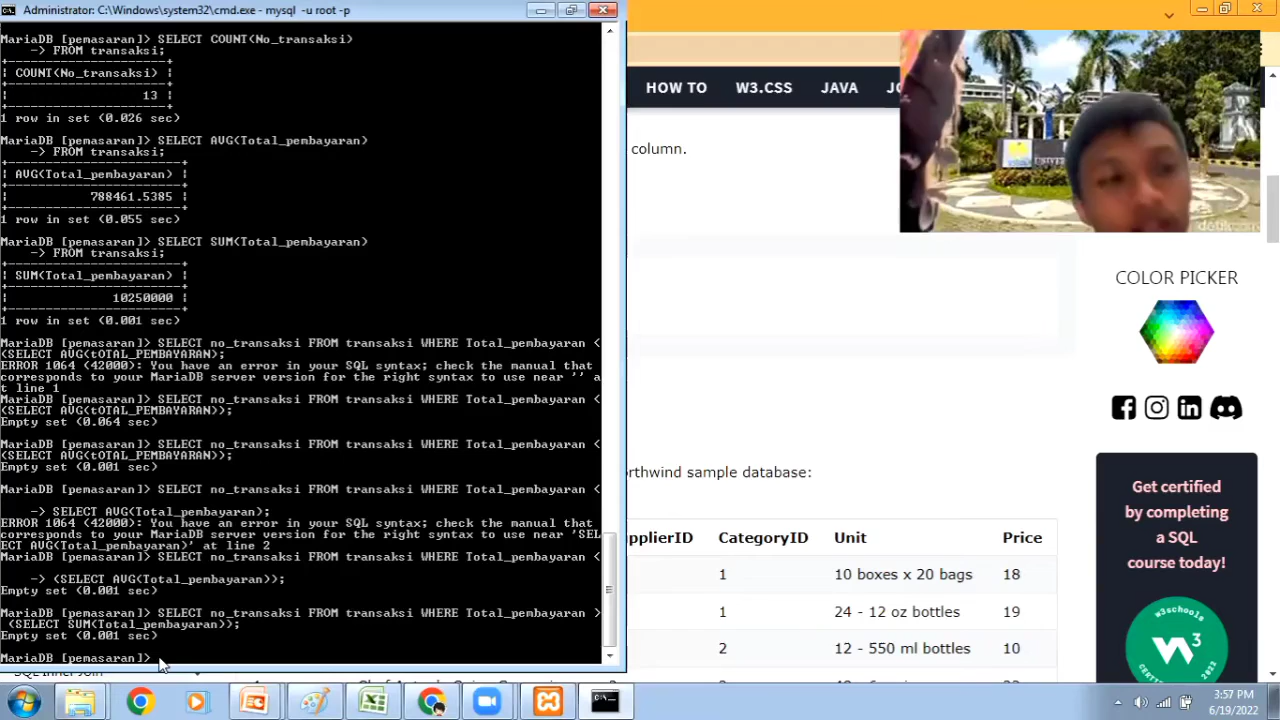 Administrator: C:\Windows\system32\cmd.exe - mysql -u root -p
MariaDB [pemasaran]> SELECT COUNT(No_transaksi)
-> FROM transaksi;
COUNT(No_transaksi)
13
1 row in set (0.026 sec)
MariaDB [pemasaran]> SELECT AVG(Total_pembayaran)
-> FROM transaksi;
AVG(Total_pembayaran)
788461.5385
1 row in set (0.055 sec)
MariaDB [pemasaran]> SELECT SUM(Total_pembayaran)
-> FROM transaksi;
SUM(Total_pembayaran)
10250000
1 row in set (0.001 sec)
MariaDB [pemasaran]> SELECT no_transaksi FROM transaksi WHERE Total_pembayaran <
(SELECT AVG(tOTAL_PEMBAYARAN);
ERROR 1064 (42000): You have an error in your SQL syntax; check the manual that
corresponds to your MariaDB server version for the right syntax to use near '' a
t line 1
MariaDB [pemasaran]> SELECT no_transaksi FROM transaksi WHERE Total_pembayaran <
(SELECT AVG(tOTAL_PEMBAYARAN));
Empty set (0.064 sec)
MariaDB [pemasaran]> SELECT no_transaksi FROM transaksi WHERE Total_pembayaran <
(SELECT AVG(tOTAL_PEMBAYARAN));
Empty set (0.001 sec)
MariaDB [pemasaran]> SELECT no_transaksi FROM transaksi WHERE Total_pembayaran <
-> SELECT AVG(Total_pembayaran);
ERROR 1064 (42000): You have an error in your SQL syntax; check the manual that
corresponds to your MariaDB server version for the right syntax to use near 'SEL
ECT AVG(Total_pembayaran)' at line 2
MariaDB [pemasaran]> SELECT no_transaksi FROM transaksi WHERE Total_pembayaran <
-> (SELECT AVG(Total_pembayaran));
Empty set (0.001 sec)
MariaDB [pemasaran]> SELECT no_transaksi FROM transaksi WHERE Total_pembayaran >
(SELECT SUM(Total_pembayaran));
Empty set (0.001 sec)
MariaDB [pemasaran]>
HOW TO W3.CSS JAVA
column.
UNIVER
detik.com
COLOR PICKER
rthwind sample database:
upplierID CategoryID Unit Price
1 10 boxes x 20 bags 18
1 24 - 12 oz bottles 19
2 12 - 550 ml bottles 10
Get certified
by completing
a SQL
course today!
w3schools
W3
2022
SQL Inner Join
3:57 PM
6/19/2022